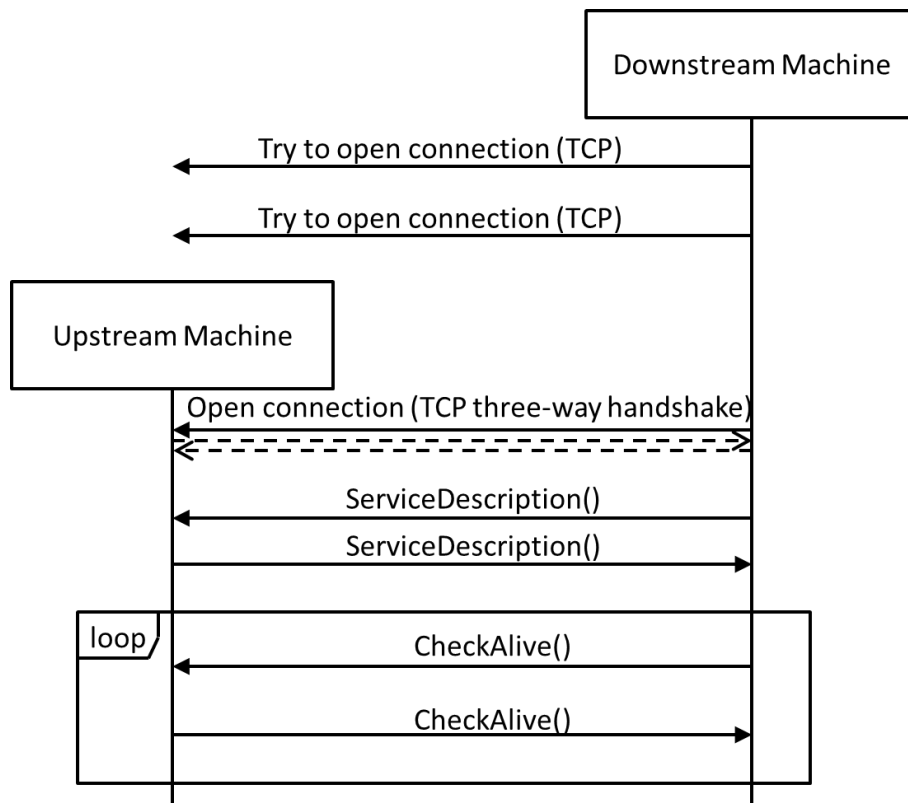 Downstream Machine
Try to open connection (TCP)
Try to open connection (TCP)
Upstream Machine
Open connection (TCP three-way handshake)
ServiceDescription()
ServiceDescription()
loop
CheckAlive()
CheckAlive()